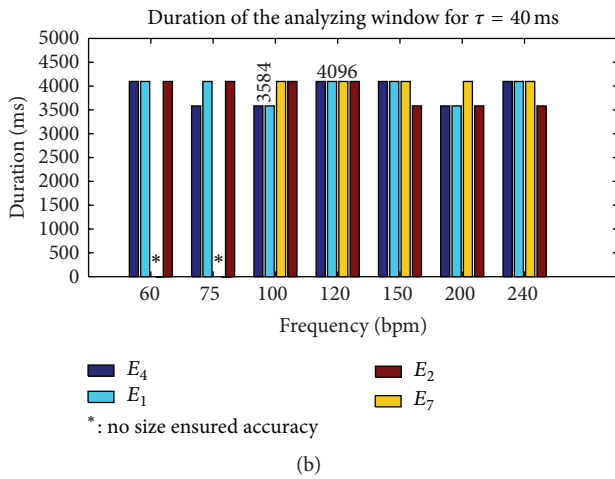 Duration of the analyzing window for τ = 40 ms
5000
4500
4000
3500
3000
2500
2000
1500
1000
500
0
Duration (ms)
3584
4096
*
*
60 75 100 120 150 200 240
Frequency (bpm)
E₄ E₂
E₁ E₇
*: no size ensured accuracy
(b)